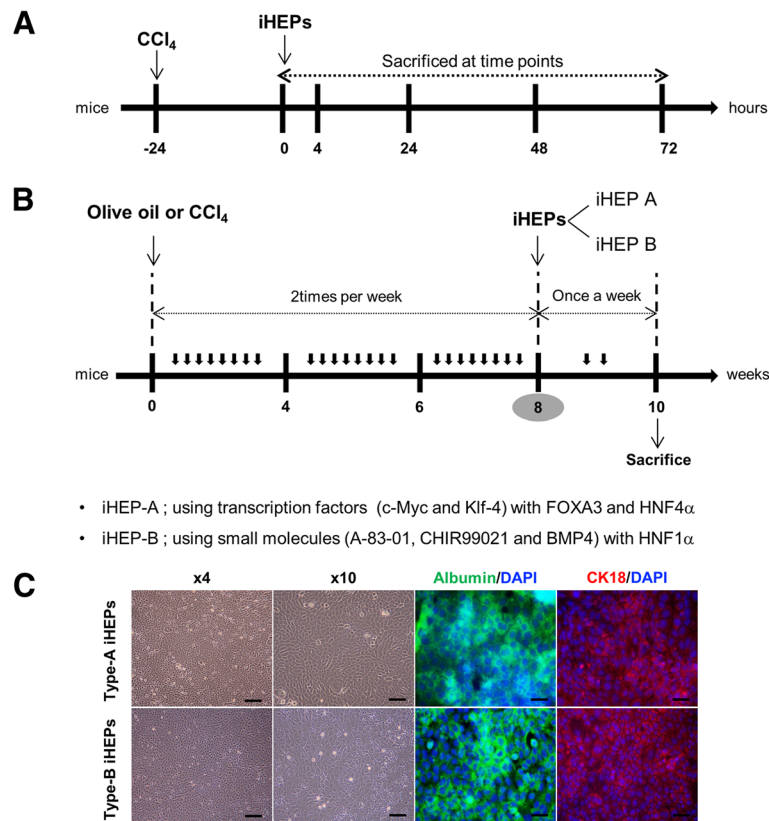 A
CCl4
iHEPs
Sacrificed at time points
mice
hours
-24 0 4 24 48 72
B
Olive oil or CCl4
iHEPs
iHEP A
iHEP B
2times per week
Once a week
mice
weeks
0 4 6 8 10
Sacrifice
• iHEP-A ; using transcription factors (c-Myc and Klf-4) with FOXA3 and HNF4α
• iHEP-B ; using small molecules (A-83-01, CHIR99021 and BMP4) with HNF1α
C
x4 x10 Albumin/DAPI CK18/DAPI
Type-A iHEPs
Type-B iHEPs